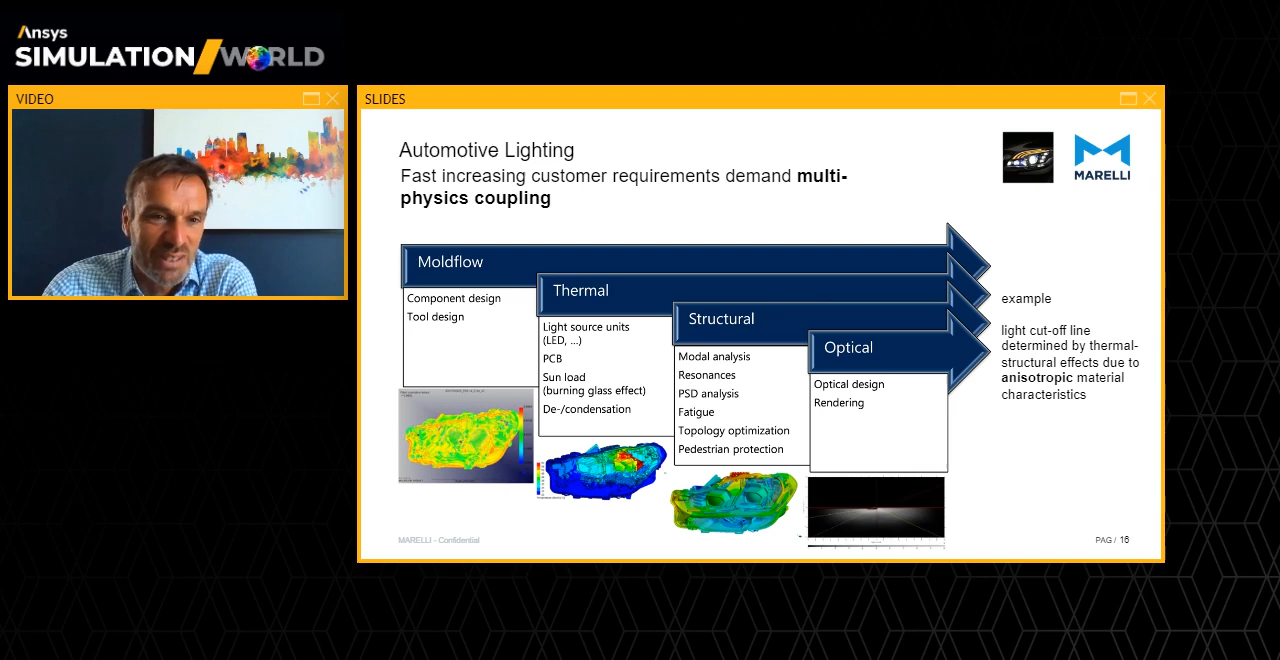 Ansys
SIMULATION/WORLD
VIDEO
SLIDES
Automotive Lighting
Fast increasing customer requirements demand multi-
physics coupling
MARELLI
Moldflow
Component design
Tool design
Thermal
Light source units
(LED, ...)
PCB
Sun load
(burning glass effect)
De-/condensation
Structural
Modal analysis
Resonances
PSD analysis
Fatigue
Topology optimization
Pedestrian protection
Optical
Optical design
Rendering
example
light cut-off line
determined by thermal-
structural effects due to
anisotropic material
characteristics
MARELLI - Confidential
PAG / 16